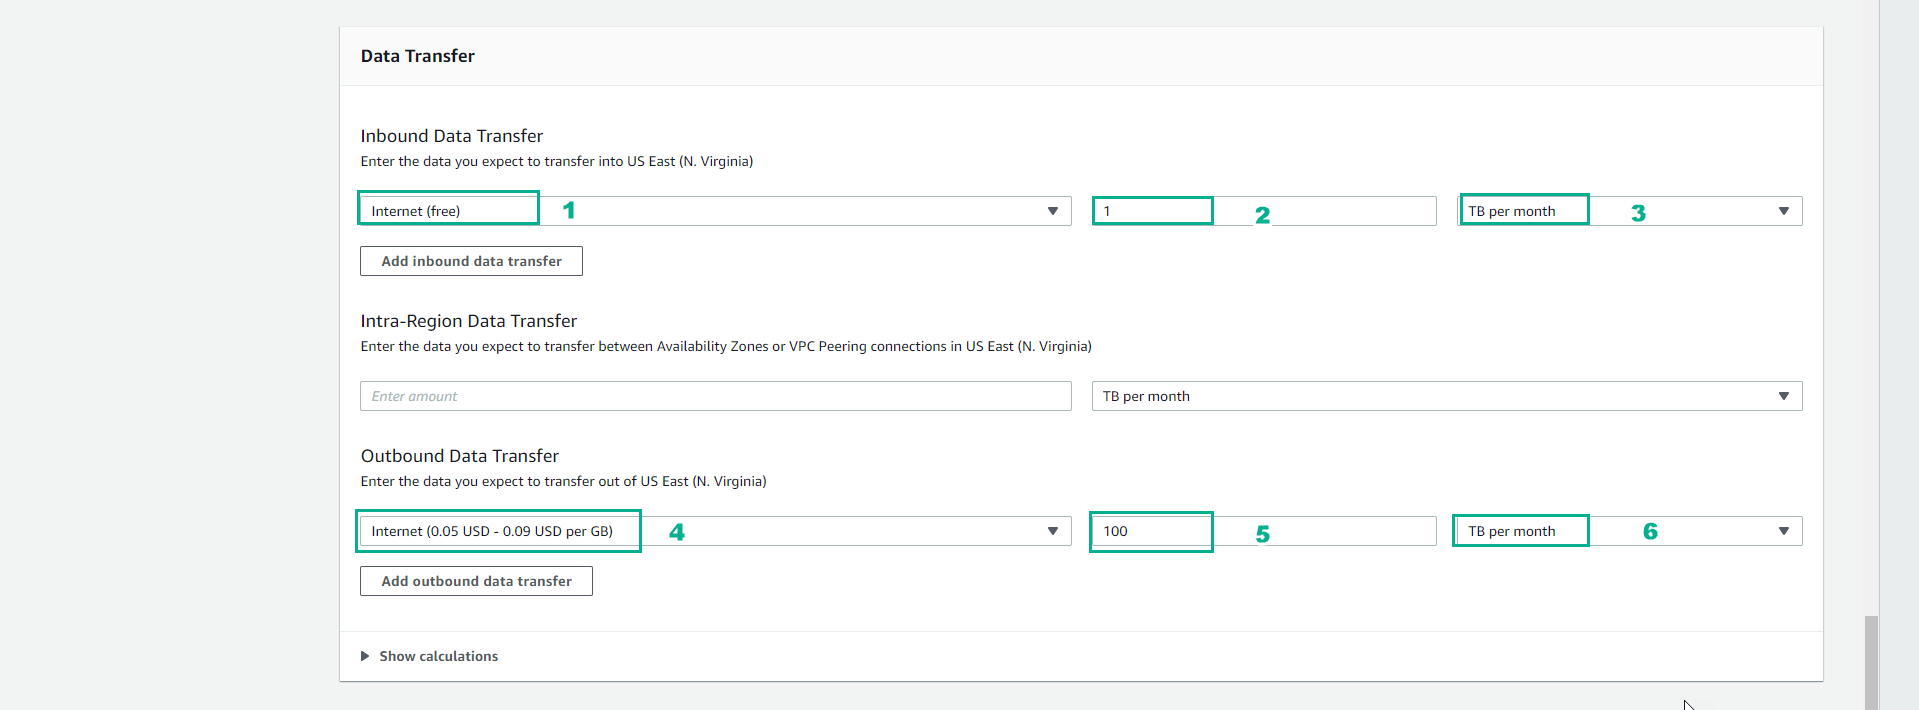 Data Transfer
Inbound Data Transfer
Enter the data you expect to transfer into US East (N. Virginia)
Internet (free) 1 1 2 TB per month 3
Add inbound data transfer
Intra-Region Data Transfer
Enter the data you expect to transfer between Availability Zones or VPC Peering connections in US East (N. Virginia)
Enter amount TB per month
Outbound Data Transfer
Enter the data you expect to transfer out of US East (N. Virginia)
Internet (0.05 USD - 0.09 USD per GB) 4 100 5 TB per month 6
Add outbound data transfer
Show calculations